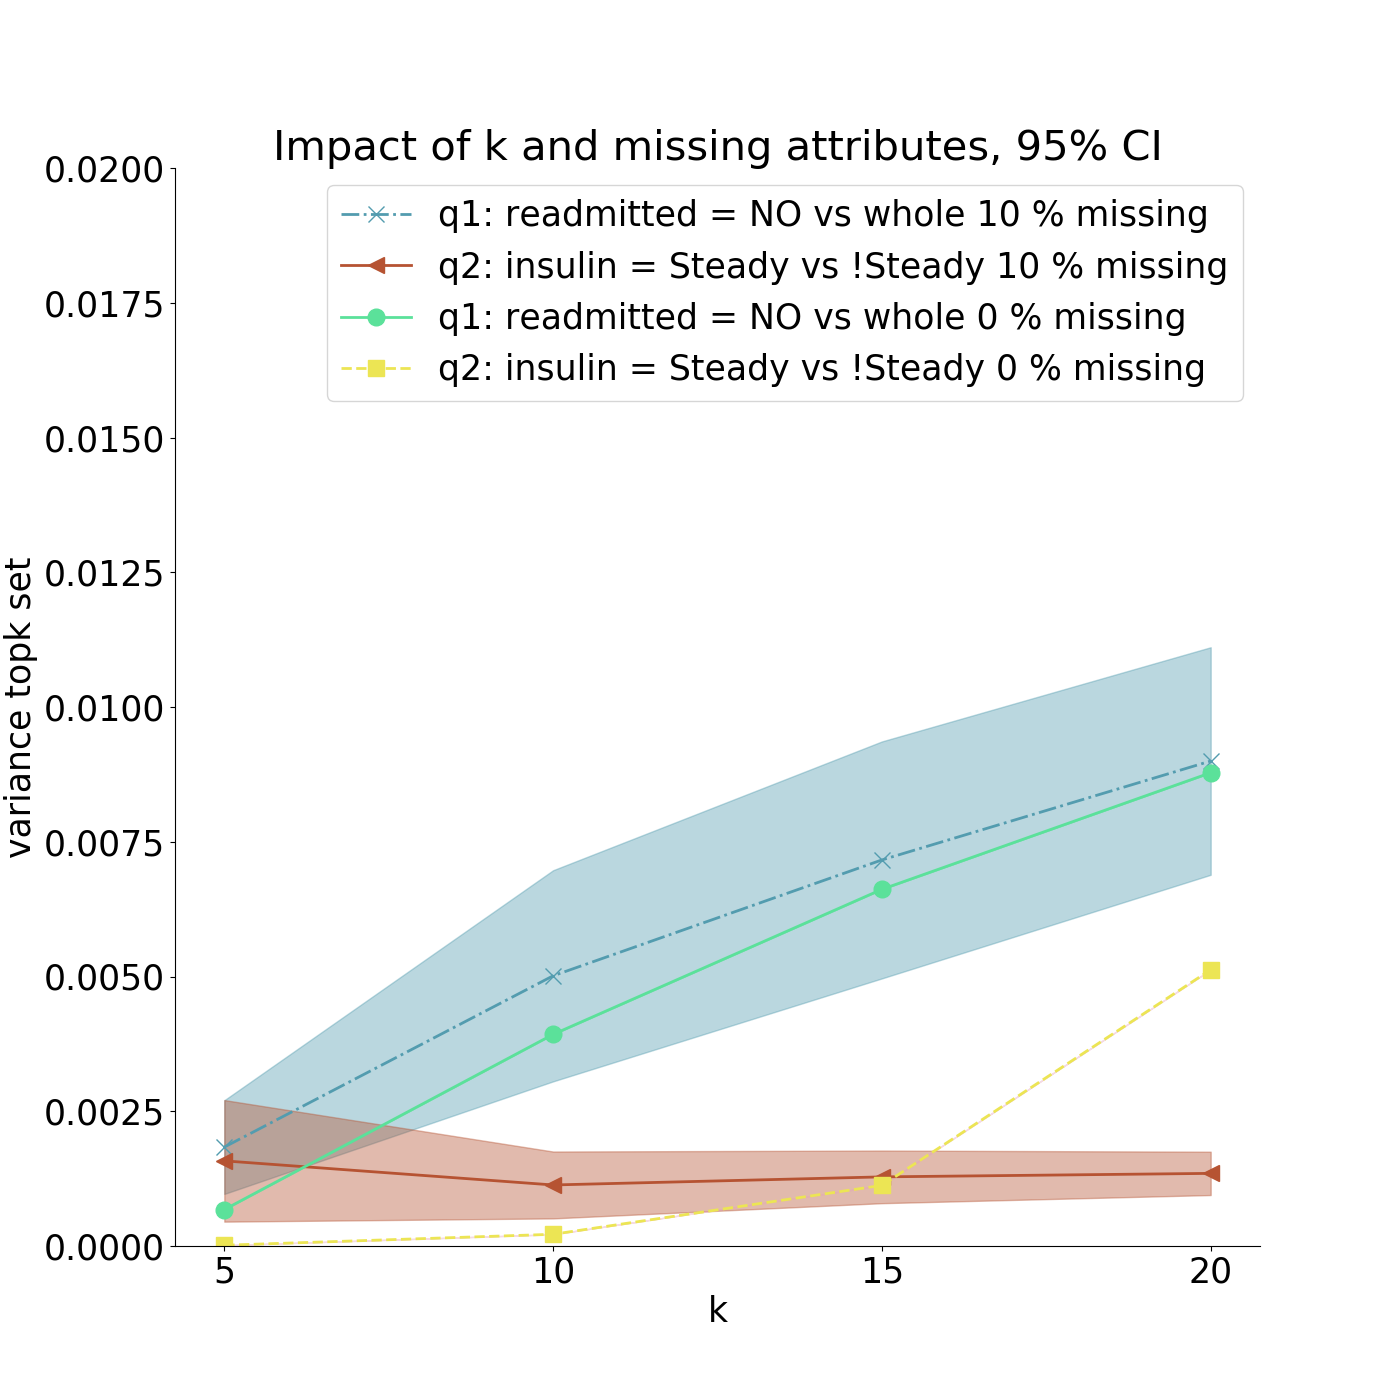 Impact of k and missing attributes, 95% CI
0.0200
q1: readmitted = NO vs whole 10 % missing
q2: insulin = Steady vs !Steady 10 % missing
q1: readmitted = NO vs whole 0 % missing
q2: insulin = Steady vs !Steady 0 % missing
0.0175
0.0150
0.0125
0.0100
0.0075
0.0050
0.0025
0.0000
variance topk set
5 10 15 20
k